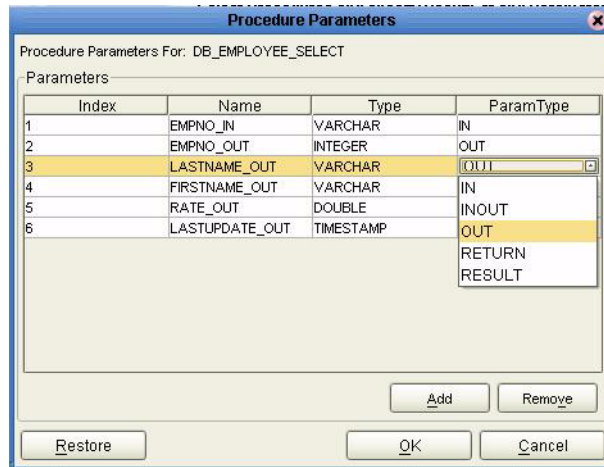 Procedure Parameters
Procedure Parameters For: DB_EMPLOYEE_SELECT
Parameters
Index Name Type ParamType
1 EMPNO_IN VARCHAR IN
2 EMPNO_OUT INTEGER OUT
3 LASTNAME_OUT VARCHAR OUT
4 FIRSTNAME_OUT VARCHAR
5 RATE_OUT DOUBLE
6 LASTUPDATE_OUT TIMESTAMP
IN
INOUT
OUT
RETURN
RESULT
Add Remove
Restore OK Cancel